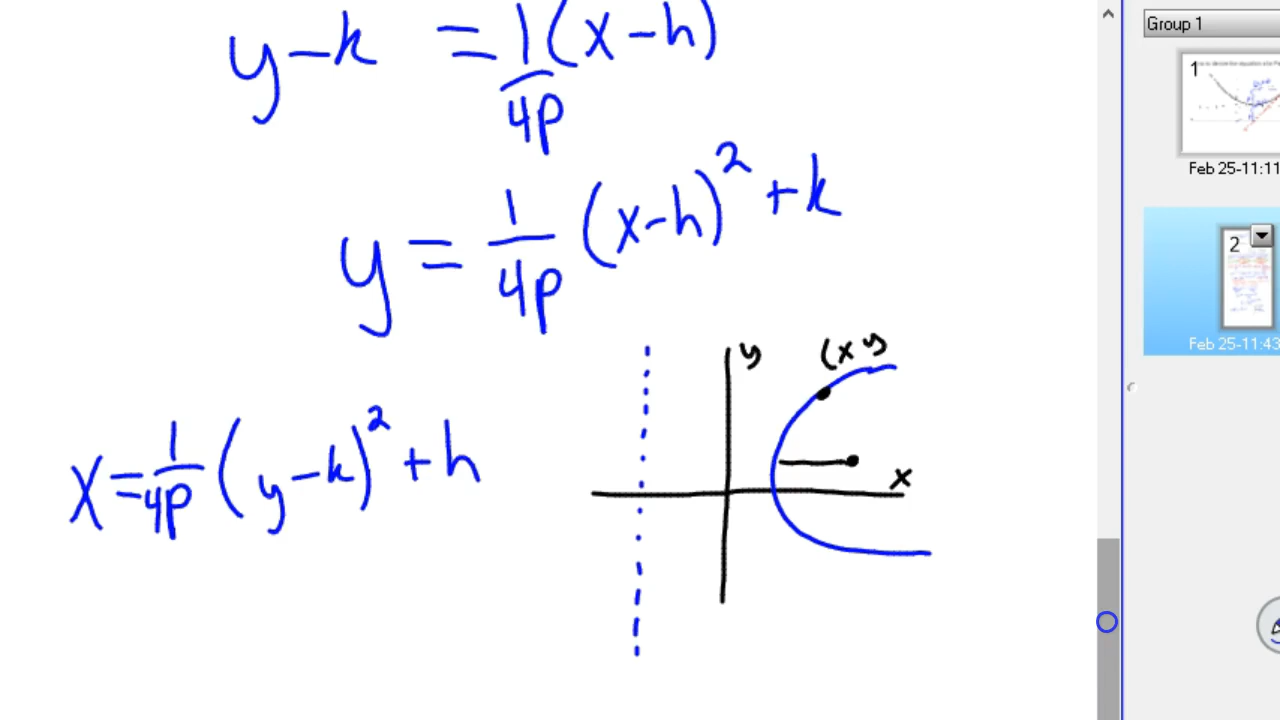 y-k = 1/4p (x-h)
y = 1/4p (x-h)² + k
x = 1/4p (y-k)² + h
y
(x y
x
Group 1
1
Feb 25-11:11
2
Feb 25-11:43